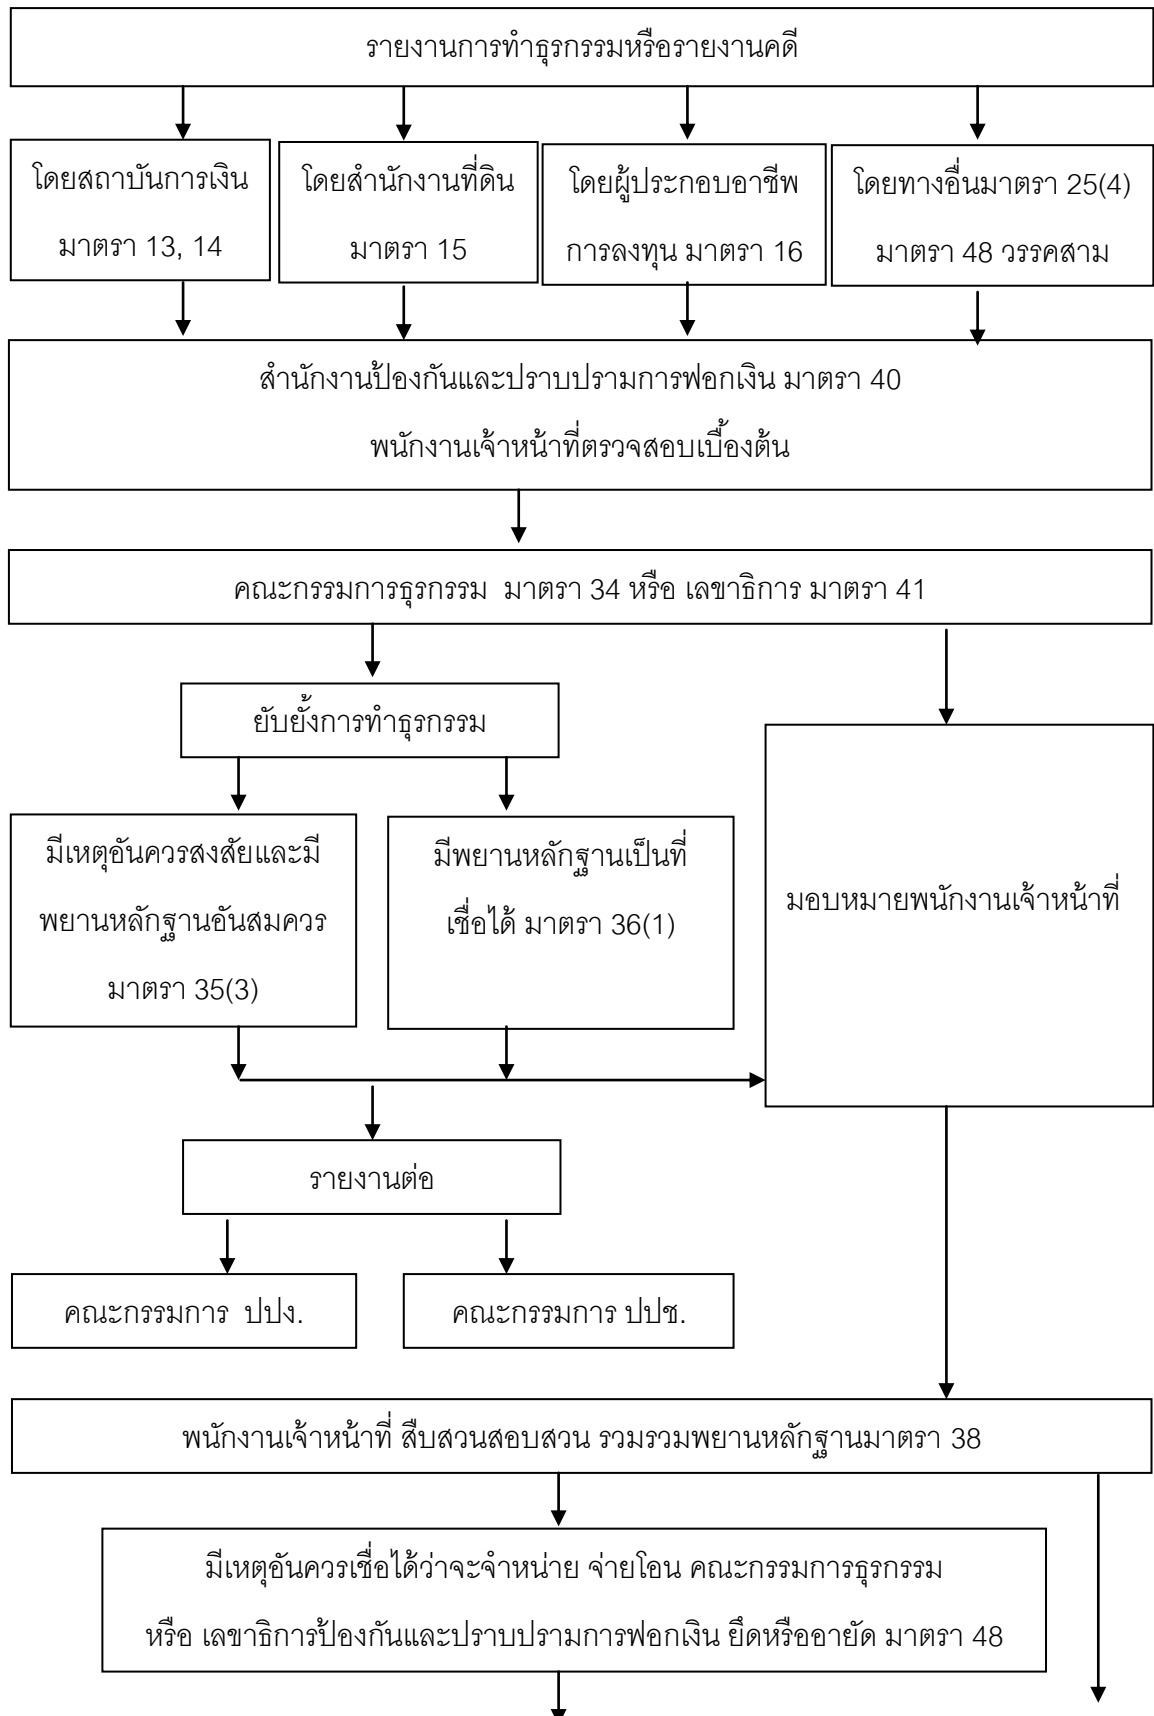 รายงานการทำธุรกรรมหรือรายงานคดี
โดยสถาบันการเงิน
มาตรา 13, 14
โดยสำนักงานที่ดิน
มาตรา 15
โดยผู้ประกอบอาชีพ
การลงทุน มาตรา 16
โดยทางอื่นมาตรา 25(4)
มาตรา 48 วรรคสาม
สำนักงานป้องกันและปราบปรามการฟอกเงิน มาตรา 40
พนักงานเจ้าหน้าที่ตรวจสอบเบื้องต้น
คณะกรรมการธุรกรรม มาตรา 34 หรือ เลขาธิการ มาตรา 41
ยับยั้งการทำธุรกรรม
มีเหตุอันควรสงสัยและมี
พยานหลักฐานอันสมควร
มาตรา 35(3)
มีพยานหลักฐานเป็นที่
เชื่อได้ มาตรา 36(1)
มอบหมายพนักงานเจ้าหน้าที่
รายงานต่อ
คณะกรรมการ ปปง.
คณะกรรมการ ปปช.
พนักงานเจ้าหน้าที่ สืบสวนสอบสวน รวมรวมพยานหลักฐานมาตรา 38
มีเหตุอันควรเชื่อได้ว่าจะจำหน่าย จ่ายโอน คณะกรรมการธุรกรรม
หรือ เลขาธิการป้องกันและปราบปรามการฟอกเงิน ยึดหรืออายัด มาตรา 48